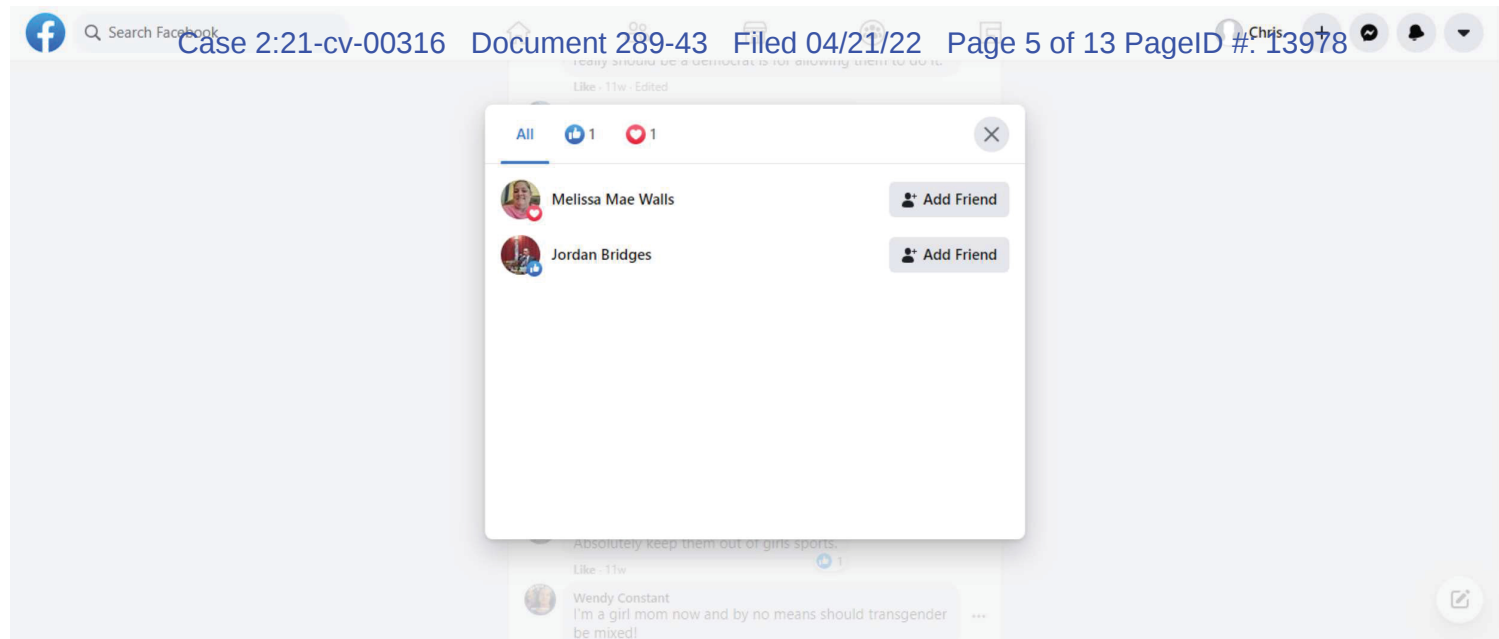 Search Facebook
Case 2:21-cv-00316 Document 289-43 Filed 04/21/22 Page 5 of 13 PageID #: 13978
Chris
really should be a democrat is for allowing them to do it.
Like · 11w · Edited
All 1 1
Melissa Mae Walls Add Friend
Jordan Bridges Add Friend
Absolutely keep them out of girls sports.
1
Like · 11w
Wendy Constant
I'm a girl mom now and by no means should transgender
be mixed!